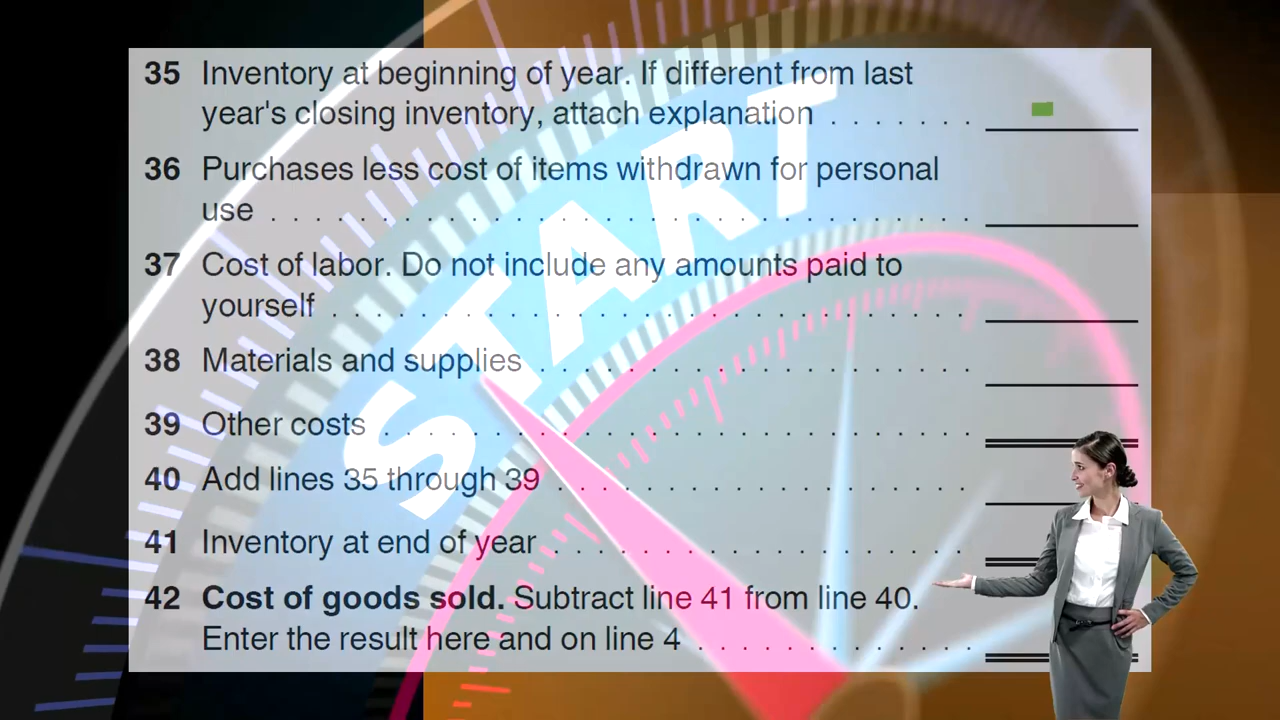 35 Inventory at beginning of year. If different from last
year's closing inventory, attach explanation . . . . . . .
36 Purchases less cost of items withdrawn for personal
use . . . . . . . . . . . . . . . . . . . . . . . . . . . . . .
37 Cost of labor. Do not include any amounts paid to
yourself . . . . . . . . . . . . . . . . . . . . . . . . . . .
38 Materials and supplies . . . . . . . . . . . . . . . . . . .
39 Other costs . . . . . . . . . . . . . . . . . . . . . . . . .
40 Add lines 35 through 39 . . . . . . . . . . . . . . . . . .
41 Inventory at end of year . . . . . . . . . . . . . . . . . .
42 Cost of goods sold. Subtract line 41 from line 40.
Enter the result here and on line 4 . . . . . . . . . . . . .
START